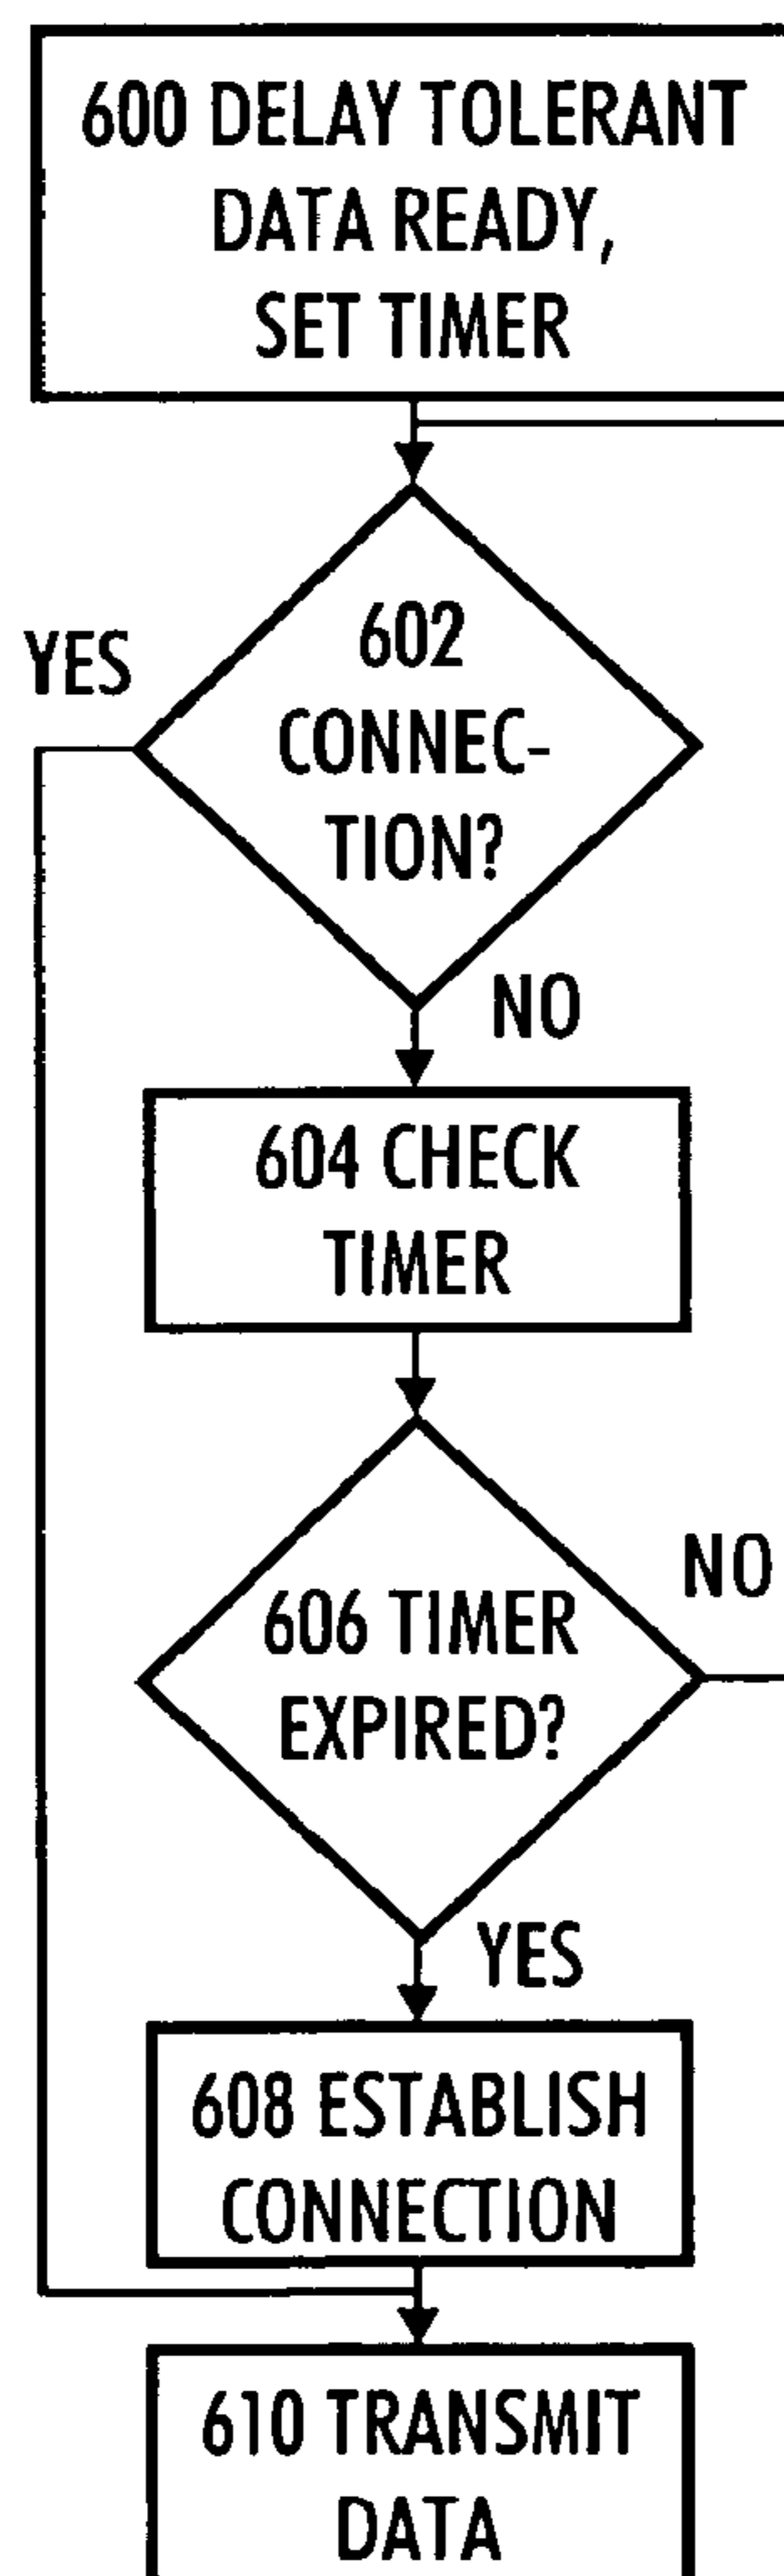 600 DELAY TOLERANT
DATA READY,
SET TIMER
602
CONNEC-
TION?
YES
NO
604 CHECK
TIMER
606 TIMER
EXPIRED?
NO
YES
608 ESTABLISH
CONNECTION
610 TRANSMIT
DATA